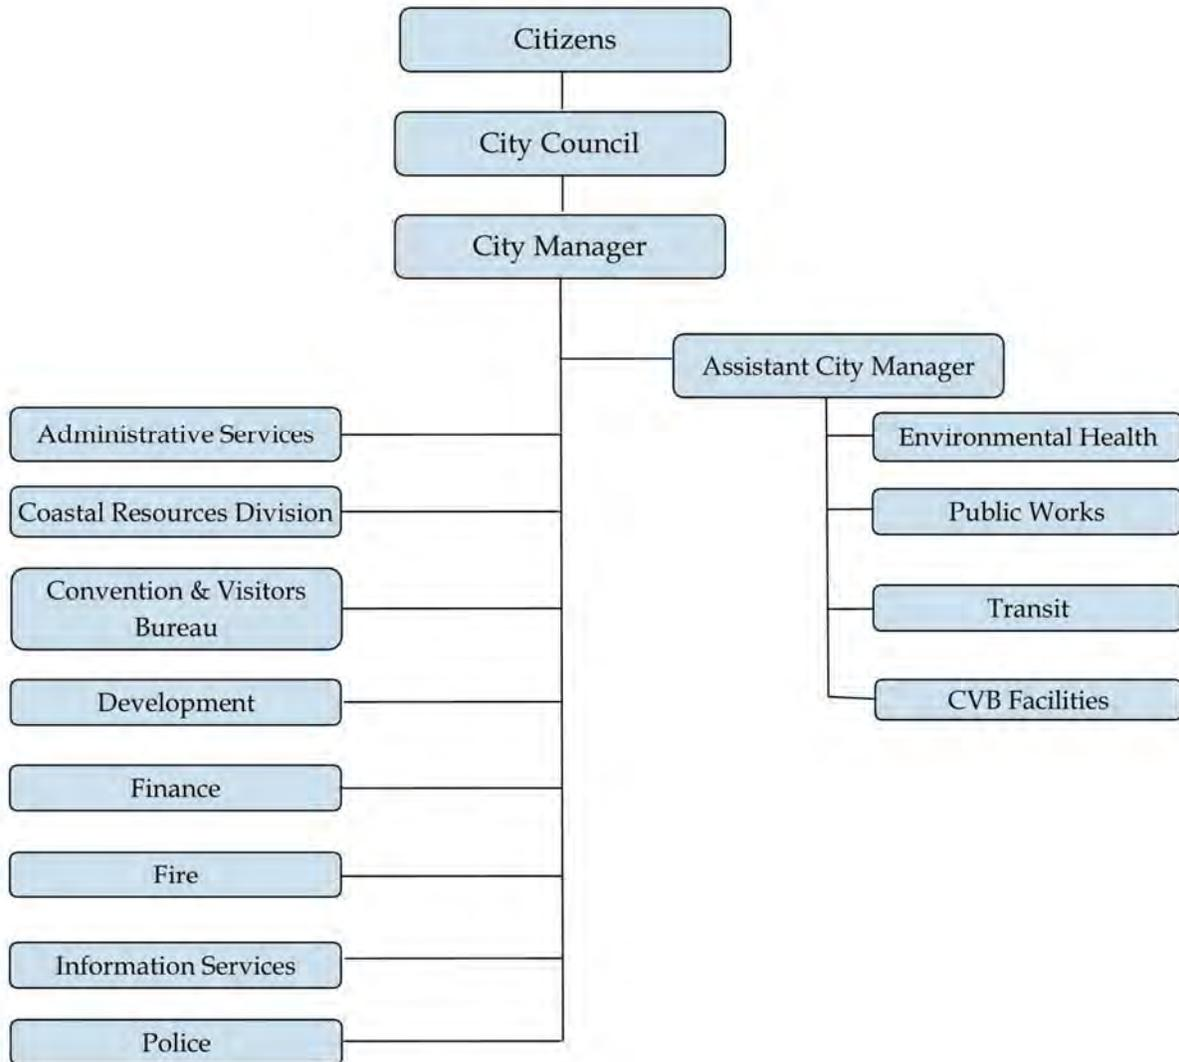 Citizens
City Council
City Manager
Assistant City Manager
Administrative Services
Coastal Resources Division
Convention & Visitors
Bureau
Development
Finance
Fire
Information Services
Police
Environmental Health
Public Works
Transit
CVB Facilities